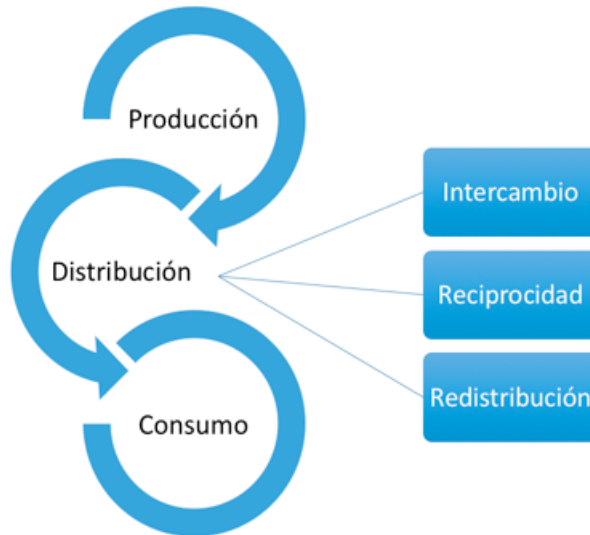 Producción
Distribución
Consumo
Intercambio
Reciprocidad
Redistribución